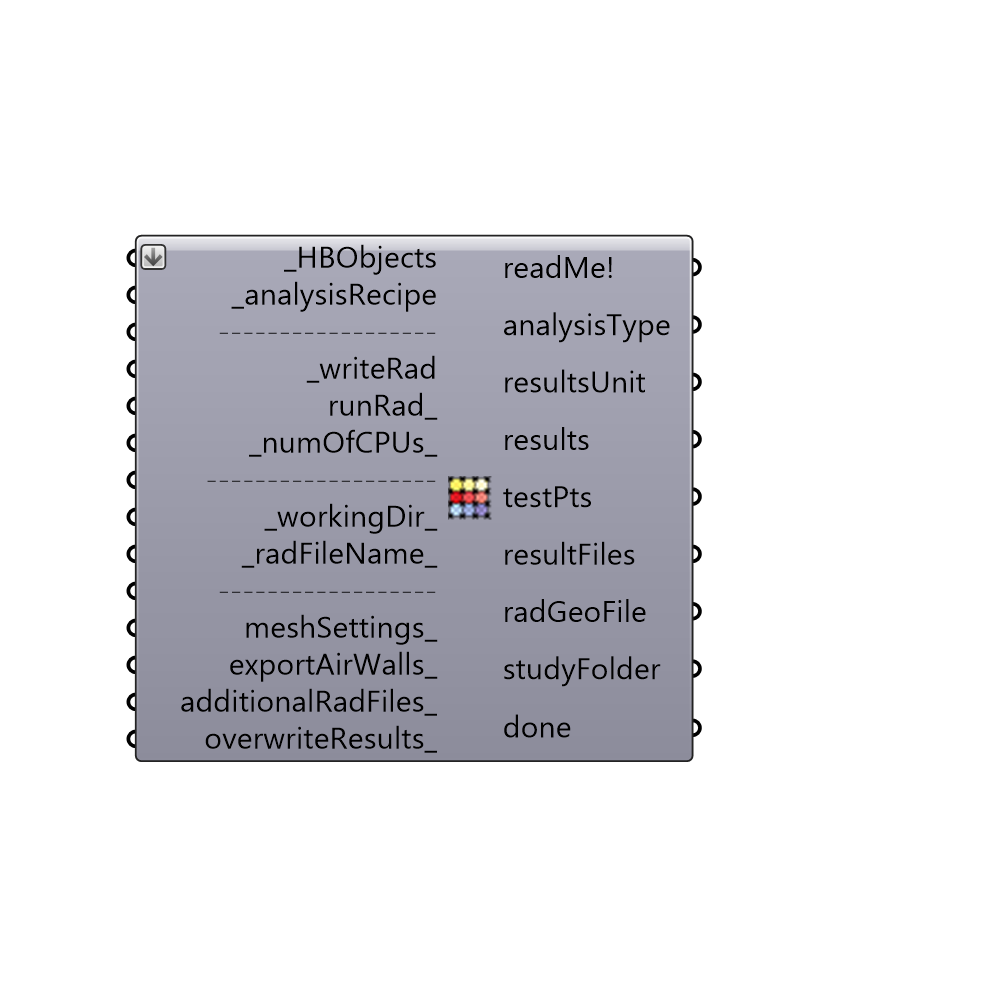 _HBObjects
_analysisRecipe
------------------
_writeRad
runRad_
_numOfCPUs_
-------------------
_workingDir_
_radFileName_
------------------
meshSettings_
exportAirWalls_
additionalRadFiles_
overwriteResults_
readMe!
analysisType
resultsUnit
results
testPts
resultFiles
radGeoFile
studyFolder
done